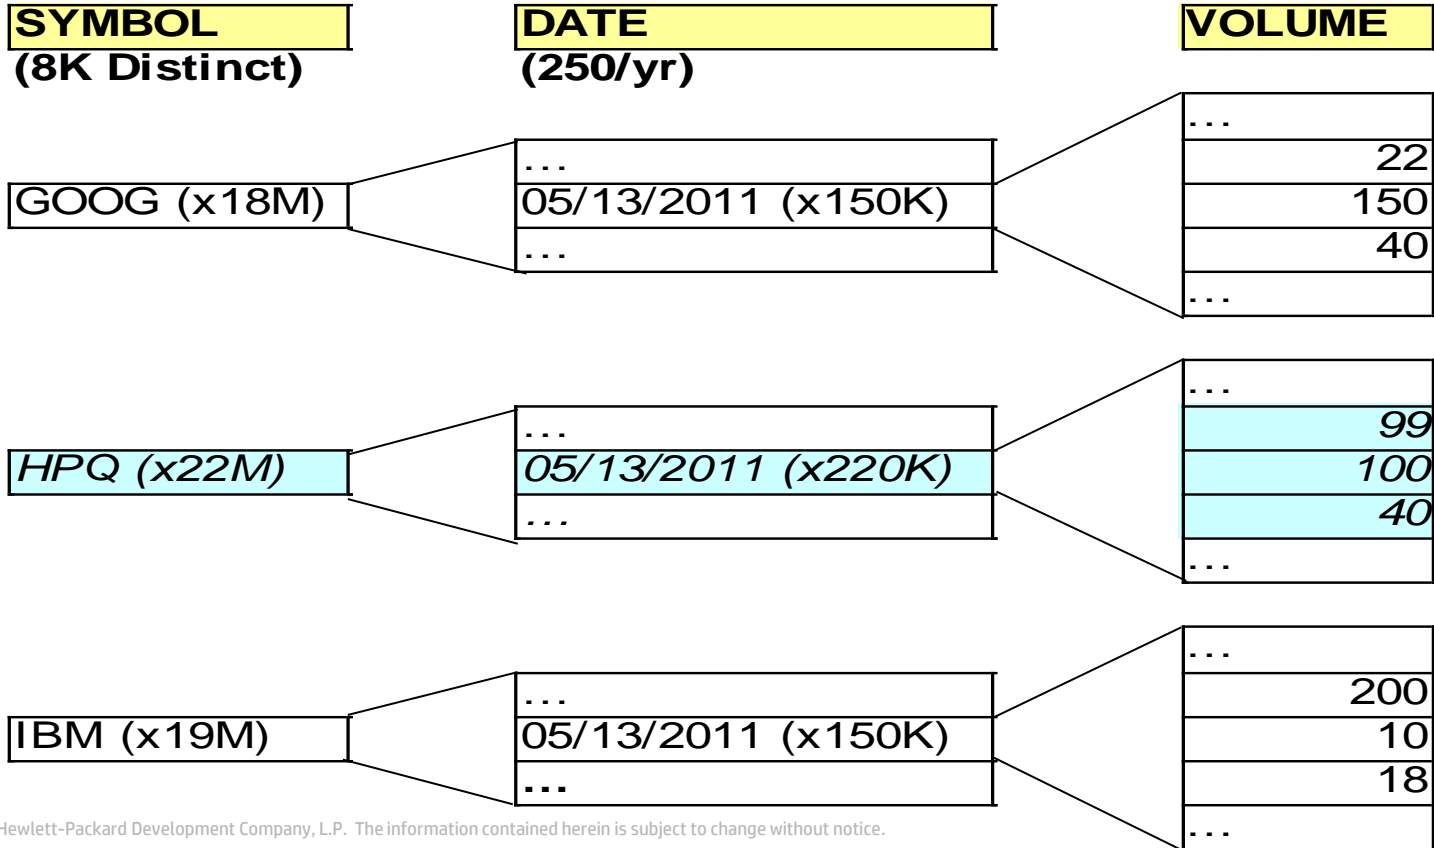 SYMBOL DATE VOLUME
(8K Distinct) (250/yr)
...
... 22
GOOG (x18M) 05/13/2011 (x150K) 150
... 40
...
...
... 99
HPQ (x22M) 05/13/2011 (x220K) 100
... 40
...
...
... 200
IBM (x19M) 05/13/2011 (x150K) 10
... 18
Hewlett-Packard Development Company, L.P. The information contained herein is subject to change without notice.
...